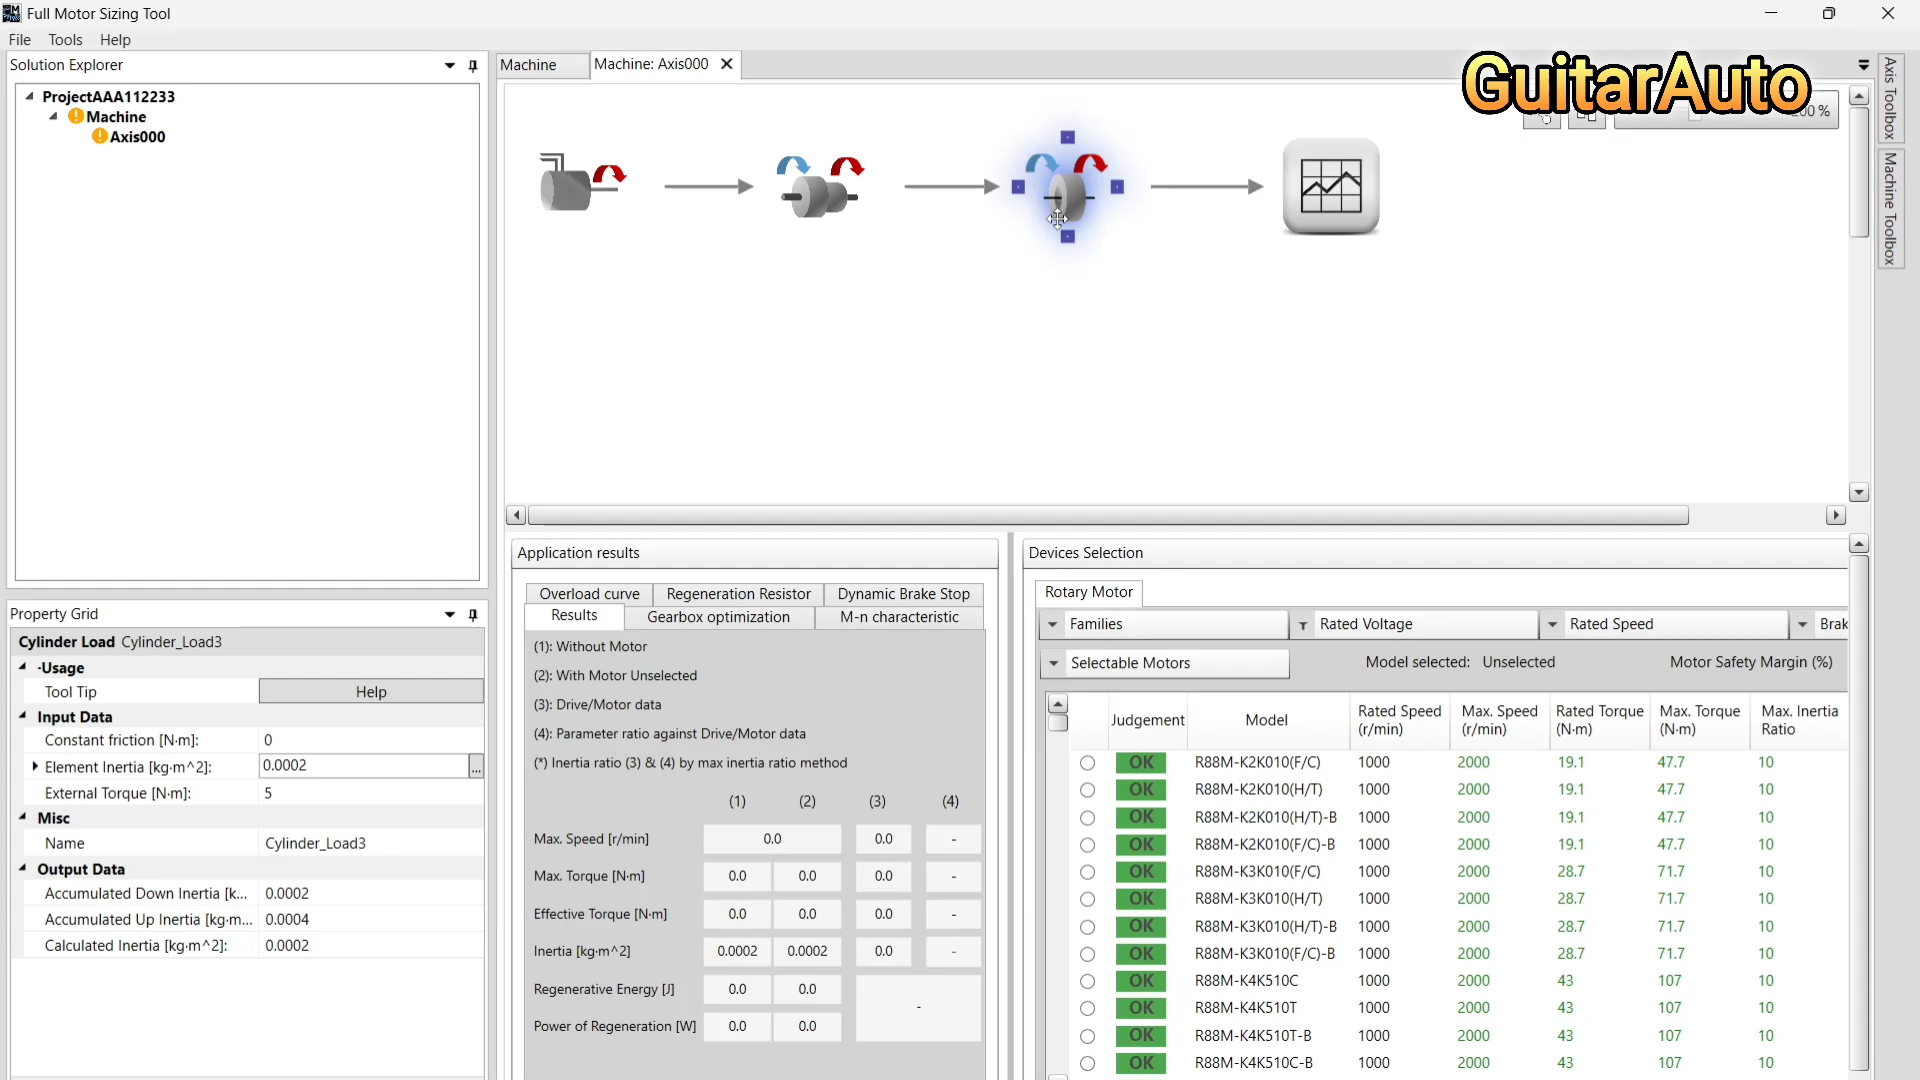 Full Motor Sizing Tool
File Tools Help
Solution Explorer
ProjectAAA112233
Machine
Axis000
Machine
Machine: Axis000
GuitarAuto
Axis Toolbox
Machine Toolbox
Property Grid
Cylinder Load Cylinder_Load3
-Usage
Tool Tip Help
Input Data
Constant friction [N·m]: 0
Element Inertia [kg·m^2]: 0.0002 ...
External Torque [N·m]: 5
Misc
Name Cylinder_Load3
Output Data
Accumulated Down Inertia [k... 0.0002
Accumulated Up Inertia [kg·m... 0.0004
Calculated Inertia [kg·m^2]: 0.0002
Application results
Overload curve Regeneration Resistor Dynamic Brake Stop
Results Gearbox optimization M-n characteristic
(1): Without Motor
(2): With Motor Unselected
(3): Drive/Motor data
(4): Parameter ratio against Drive/Motor data
(*) Inertia ratio (3) & (4) by max inertia ratio method
(1) (2) (3) (4)
Max. Speed [r/min] 0.0 0.0 -
Max. Torque [N·m] 0.0 0.0 0.0 -
Effective Torque [N·m] 0.0 0.0 0.0 -
Inertia [kg·m^2] 0.0002 0.0002 0.0 -
Regenerative Energy [J] 0.0 0.0 -
Power of Regeneration [W] 0.0 0.0
Devices Selection
Rotary Motor
Families Rated Voltage Rated Speed Brak
Selectable Motors Model selected: Unselected Motor Safety Margin (%)
Judgement Model Rated Speed (r/min) Max. Speed (r/min) Rated Torque (N·m) Max. Torque (N·m) Max. Inertia Ratio
OK R88M-K2K010(F/C) 1000 2000 19.1 47.7 10
OK R88M-K2K010(H/T) 1000 2000 19.1 47.7 10
OK R88M-K2K010(H/T)-B 1000 2000 19.1 47.7 10
OK R88M-K2K010(F/C)-B 1000 2000 19.1 47.7 10
OK R88M-K3K010(F/C) 1000 2000 28.7 71.7 10
OK R88M-K3K010(H/T) 1000 2000 28.7 71.7 10
OK R88M-K3K010(H/T)-B 1000 2000 28.7 71.7 10
OK R88M-K3K010(F/C)-B 1000 2000 28.7 71.7 10
OK R88M-K4K510C 1000 2000 43 107 10
OK R88M-K4K510T 1000 2000 43 107 10
OK R88M-K4K510T-B 1000 2000 43 107 10
OK R88M-K4K510C-B 1000 2000 43 107 10